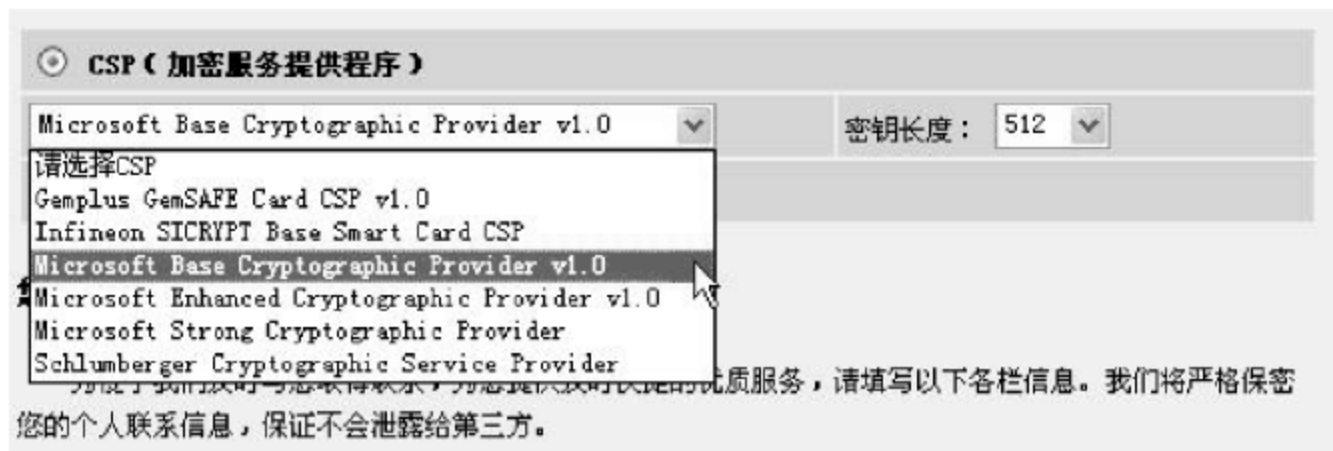 CSP(加密服务提供程序)
Microsoft Base Cryptographic Provider v1.0 密钥长度: 512
请选择CSP
Gemplus GemSAFE Card CSP v1.0
Infineon SICRYPT Base Smart Card CSP
Microsoft Base Cryptographic Provider v1.0
Microsoft Enhanced Cryptographic Provider v1.0
Microsoft Strong Cryptographic Provider
Schlumberger Cryptographic Service Provider
优质服务,请填写以下各栏信息。我们将严格保密
您的个人联系信息,保证不会泄露给第三方。